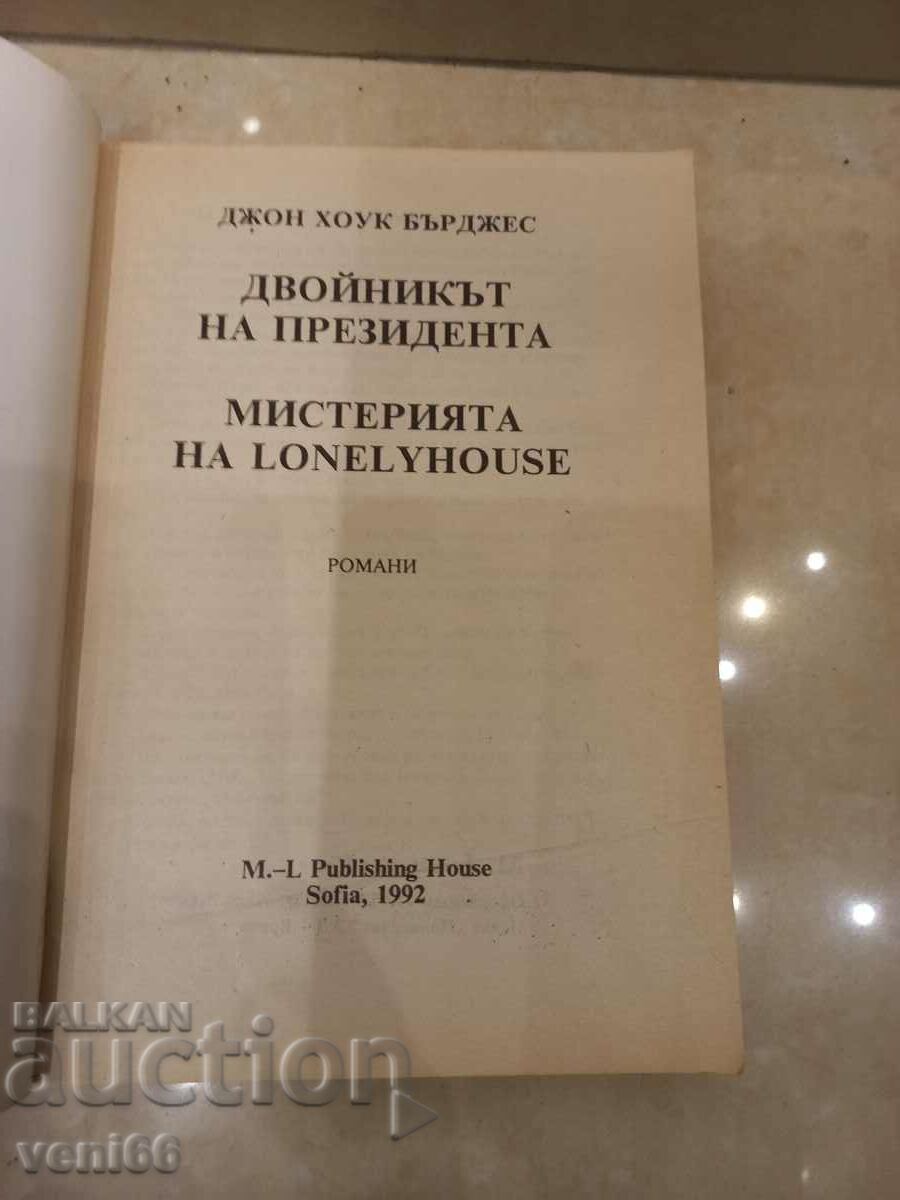 ДЖОН ХОУК БЪРДЖЕС
ДВОЙНИКЪТ
НА ПРЕЗИДЕНТА
МИСТЕРИЯТА
НА LONELYHOUSE
РОМАНИ
M.–L Publishing House
Sofia, 1992
BALKAN
auction
veni66